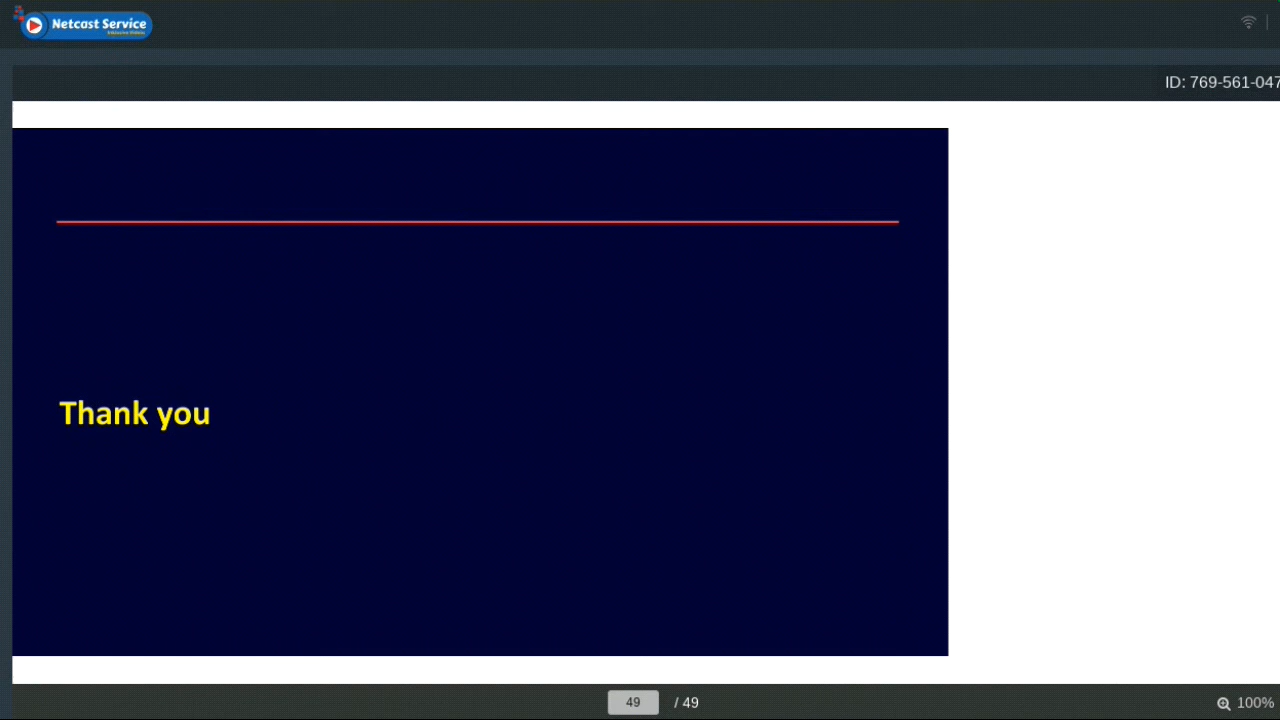 Netcast Service
ID: 769-561-047
Thank you
49 / 49
100%